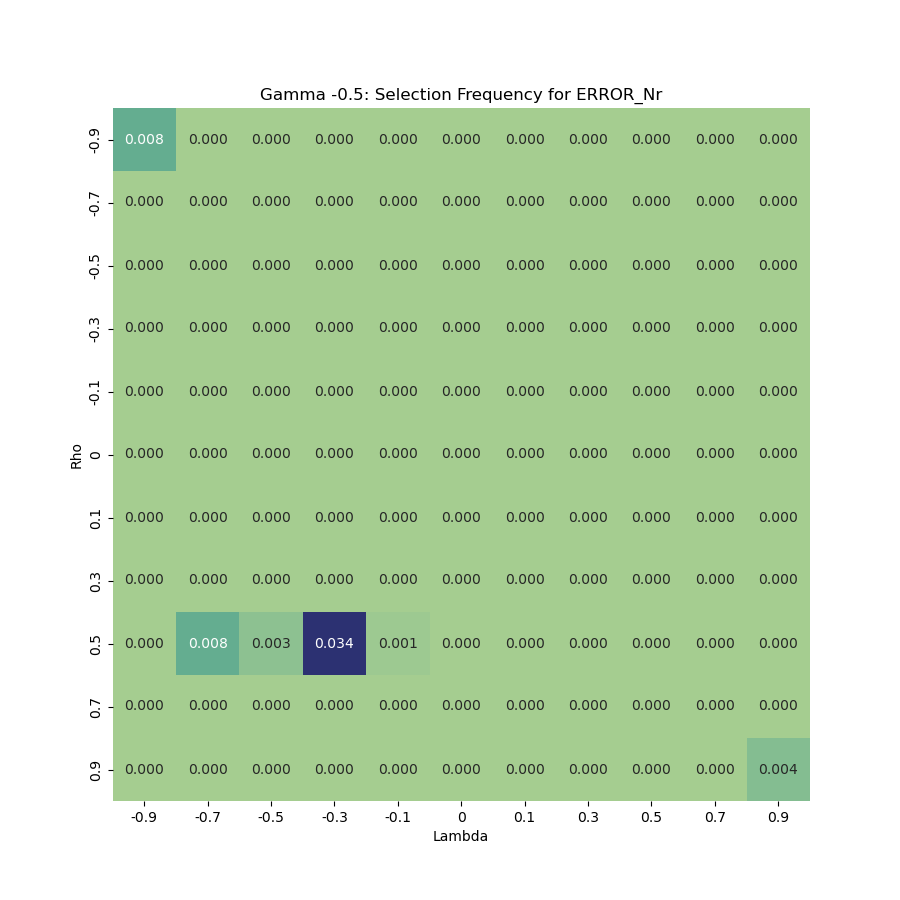 Gamma -0.5: Selection Frequency for ERROR_Nr
-0.9 0.008 0.000 0.000 0.000 0.000 0.000 0.000 0.000 0.000 0.000 0.000
-0.7 0.000 0.000 0.000 0.000 0.000 0.000 0.000 0.000 0.000 0.000 0.000
-0.5 0.000 0.000 0.000 0.000 0.000 0.000 0.000 0.000 0.000 0.000 0.000
-0.3 0.000 0.000 0.000 0.000 0.000 0.000 0.000 0.000 0.000 0.000 0.000
-0.1 0.000 0.000 0.000 0.000 0.000 0.000 0.000 0.000 0.000 0.000 0.000
Rho
0 0.000 0.000 0.000 0.000 0.000 0.000 0.000 0.000 0.000 0.000 0.000
0.1 0.000 0.000 0.000 0.000 0.000 0.000 0.000 0.000 0.000 0.000 0.000
0.3 0.000 0.000 0.000 0.000 0.000 0.000 0.000 0.000 0.000 0.000 0.000
0.5 0.000 0.008 0.003 0.034 0.001 0.000 0.000 0.000 0.000 0.000 0.000
0.7 0.000 0.000 0.000 0.000 0.000 0.000 0.000 0.000 0.000 0.000 0.000
0.9 0.000 0.000 0.000 0.000 0.000 0.000 0.000 0.000 0.000 0.000 0.004
-0.9 -0.7 -0.5 -0.3 -0.1 0 0.1 0.3 0.5 0.7 0.9
Lambda